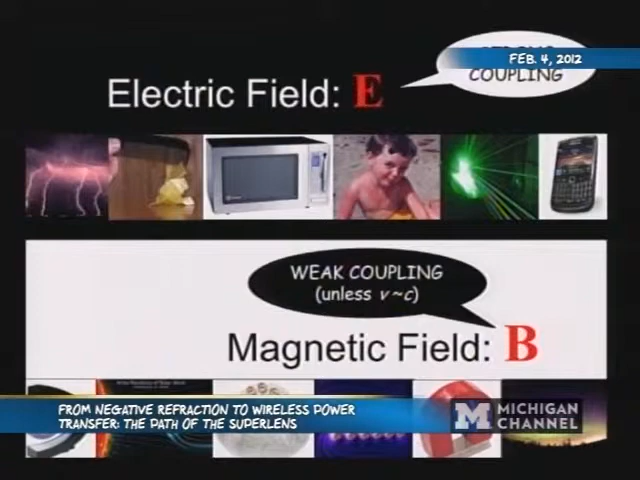 FEB. 4, 2012
COUPLING
Electric Field: E
WEAK COUPLING
(unless v~c)
Magnetic Field: B
FROM NEGATIVE REFRACTION TO WIRELESS POWER
TRANSFER: THE PATH OF THE SUPERLENS
M MICHIGAN
CHANNEL